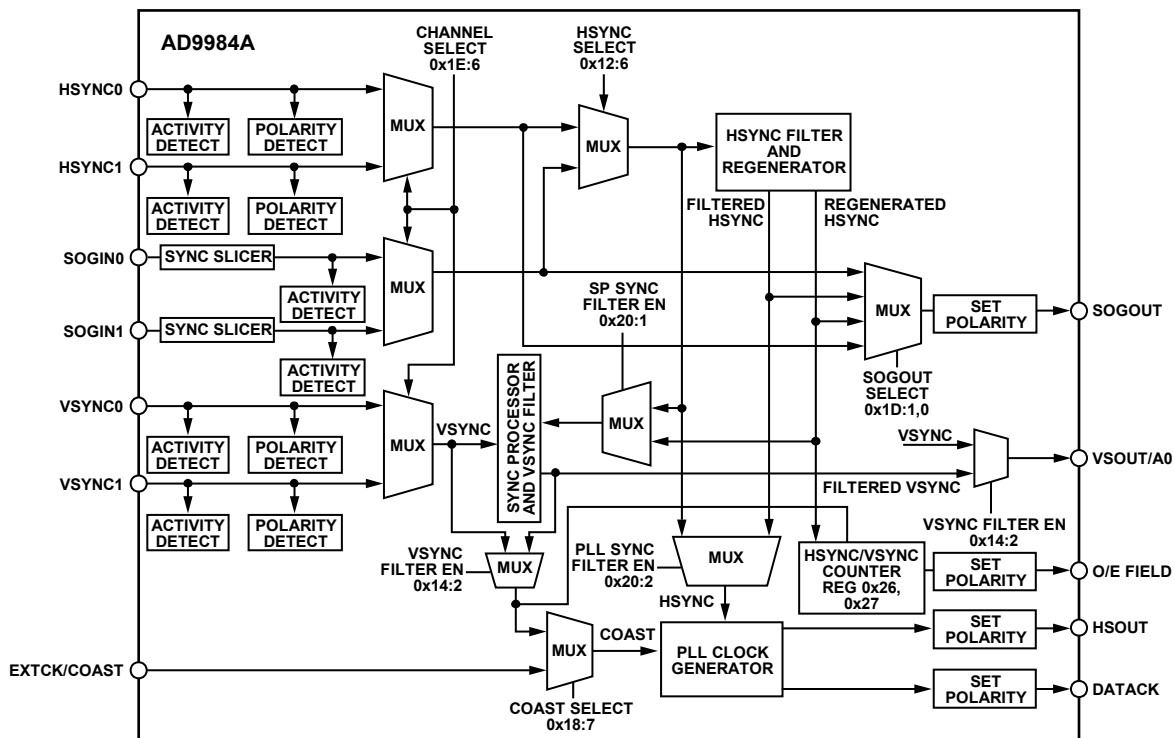 AD9984A
CHANNEL
SELECT
0x1E:6
HSYNC
SELECT
0x12:6
HSYNC0
ACTIVITY
DETECT
POLARITY
DETECT
MUX
HSYNC1
ACTIVITY
DETECT
POLARITY
DETECT
MUX
HSYNC FILTER
AND
REGENERATOR
FILTERED
HSYNC
REGENERATED
HSYNC
SOGIN0
SYNC SLICER
ACTIVITY
DETECT
MUX
SOGIN1
SYNC SLICER
ACTIVITY
DETECT
SP SYNC
FILTER EN
0x20:1
MUX
SET
POLARITY
SOGOUT
SOGOUT
SELECT
0x1D:1,0
VSYNC0
ACTIVITY
DETECT
POLARITY
DETECT
MUX
VSYNC
SYNC PROCESSOR
AND VSYNC FILTER
MUX
VSYNC
VSOUT/A0
VSYNC1
ACTIVITY
DETECT
POLARITY
DETECT
FILTERED VSYNC
VSYNC FILTER EN
0x14:2
VSYNC
FILTER EN
0x14:2
MUX
PLL SYNC
FILTER EN
0x20:2
MUX
HSYNC
HSYNC/VSYNC
COUNTER
REG 0x26,
0x27
SET
POLARITY
O/E FIELD
EXTCK/COAST
MUX
COAST
COAST SELECT
0x18:7
PLL CLOCK
GENERATOR
SET
POLARITY
HSOUT
SET
POLARITY
DATACK